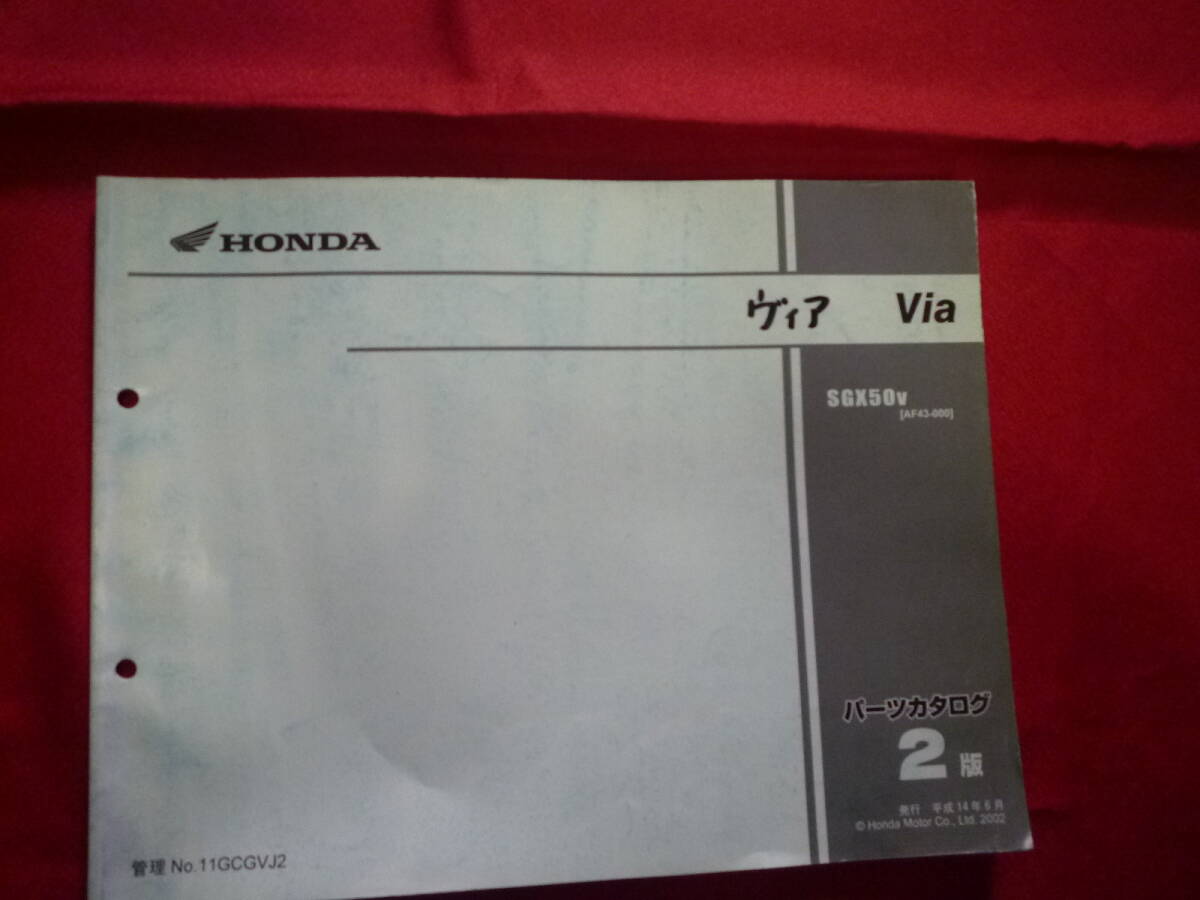 HONDA
ヴィア Via
SGX50V
[AF43-000]
パーツカタログ
2版
発行 平成14年6月
© Honda Motor Co., Ltd. 2002
管理 No.11GCGVJ2